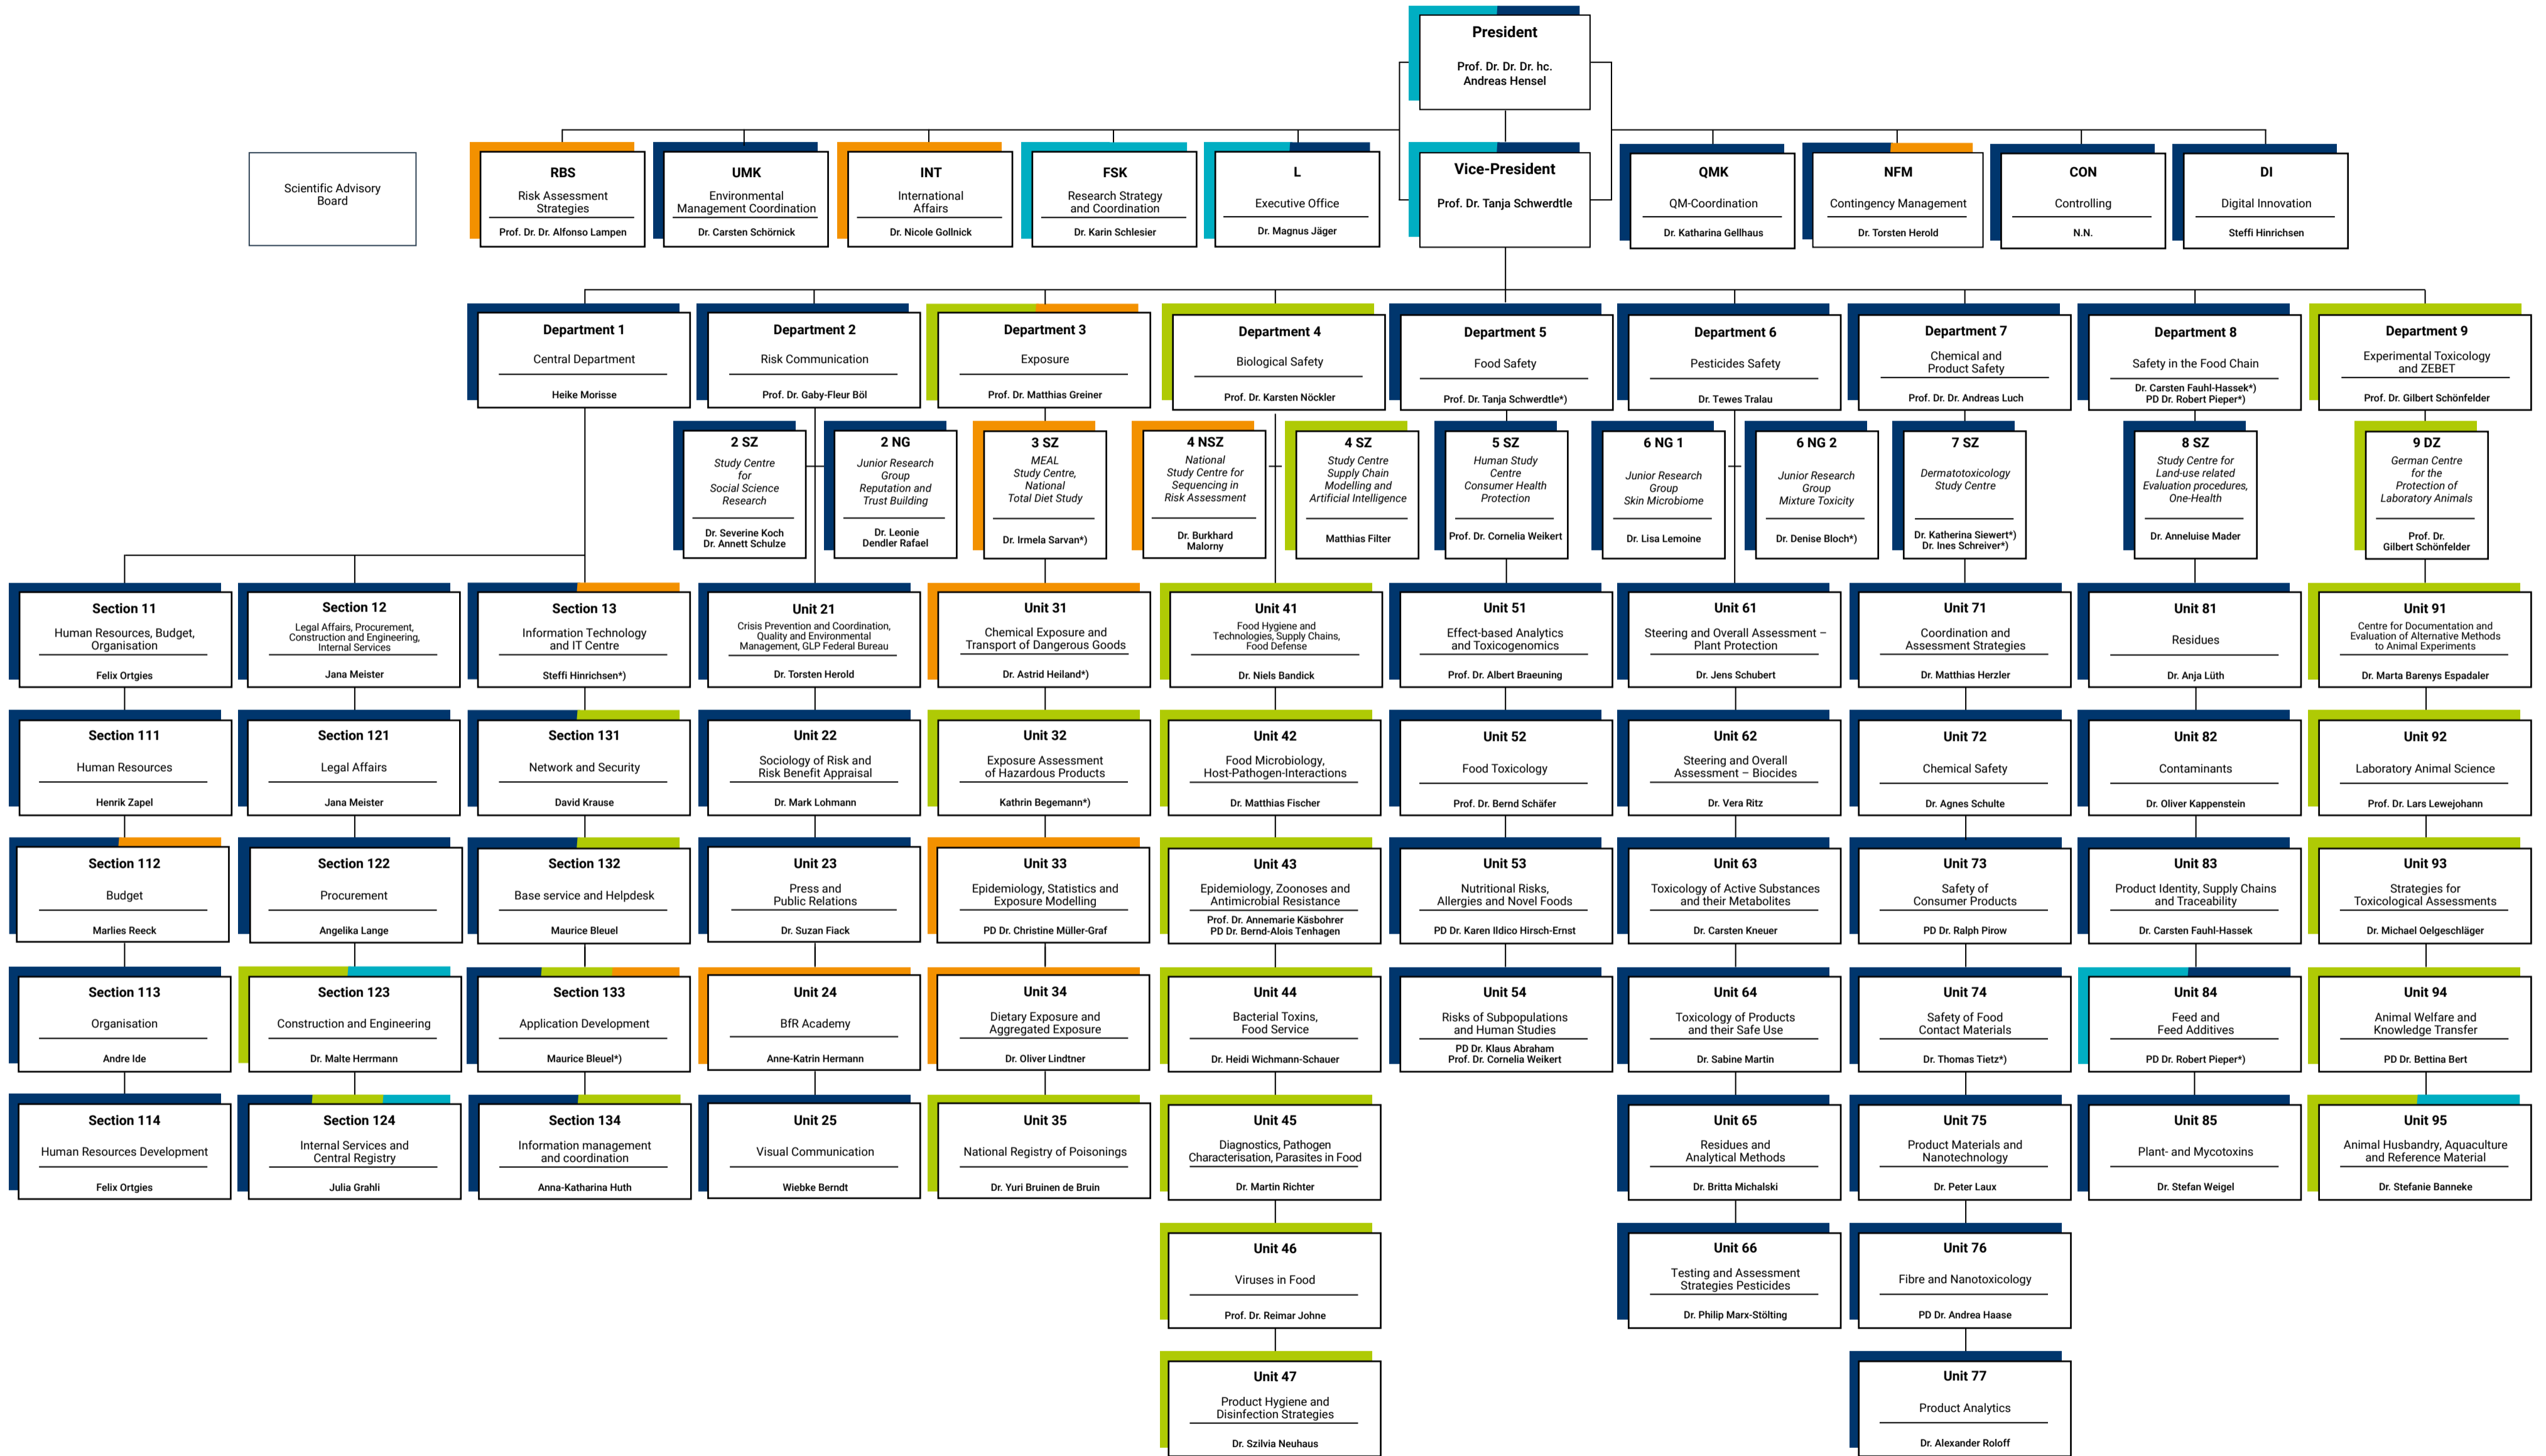 President
Prof. Dr. Dr. Dr. hc.
Andreas Hensel
Scientific Advisory
Board
RBS
Risk Assessment
Strategies
Prof. Dr. Dr. Alfonso Lampen
UMK
Environmental
Management Coordination
Dr. Carsten Schörnick
INT
International
Affairs
Dr. Nicole Gollnick
FSK
Research Strategy
and Coordination
Dr. Karin Schlesier
L
Executive Office
Dr. Magnus Jäger
Vice-President
Prof. Dr. Tanja Schwerdtle
QMK
QM-Coordination
Dr. Katharina Gellhaus
NFM
Contingency Management
Dr. Torsten Herold
CON
Controlling
N.N.
DI
Digital Innovation
Steffi Hinrichsen
Department 1
Central Department
Heike Morisse
Department 2
Risk Communication
Prof. Dr. Gaby-Fleur Böl
Department 3
Exposure
Prof. Dr. Matthias Greiner
Department 4
Biological Safety
Prof. Dr. Karsten Nöckler
Department 5
Food Safety
Prof. Dr. Tanja Schwerdtle*)
Department 6
Pesticides Safety
Dr. Tewes Tralau
Department 7
Chemical and
Product Safety
Prof. Dr. Dr. Andreas Luch
Department 8
Safety in the Food Chain
Dr. Carsten Fauhl-Hassek*)
PD Dr. Robert Pieper*)
Department 9
Experimental Toxicology
and ZEBET
Prof. Dr. Gilbert Schönfelder
2 SZ
Study Centre
for
Social Science
Research
Dr. Severine Koch
Dr. Annett Schulze
2 NG
Junior Research
Group
Reputation and
Trust Building
Dr. Leonie
Dendler Rafael
3 SZ
MEAL
Study Centre,
National
Total Diet Study
Dr. Irmela Sarvan*)
4 NSZ
National
Study Centre for
Sequencing in
Risk Assessment
Dr. Burkhard
Malorny
4 SZ
Study Centre
Supply Chain
Modelling and
Artificial Intelligence
Matthias Filter
5 SZ
Human Study
Centre
Consumer Health
Protection
Prof. Dr. Cornelia Weikert
6 NG 1
Junior Research
Group
Skin Microbiome
Dr. Lisa Lemoine
6 NG 2
Junior Research
Group
Mixture Toxicity
Dr. Denise Bloch*)
7 SZ
Dermatotoxicology
Study Centre
Dr. Katherina Siewert*)
Dr. Ines Schreiver*)
8 SZ
Study Centre for
Land-use related
Evaluation procedures,
One-Health
Dr. Anneluise Mader
9 DZ
German Centre
for the
Protection of
Laboratory Animals
Prof. Dr.
Gilbert Schönfelder
Section 11
Human Resources, Budget,
Organisation
Felix Ortgies
Section 12
Legal Affairs, Procurement,
Construction and Engineering,
Internal Services
Jana Meister
Section 13
Information Technology
and IT Centre
Steffi Hinrichsen*)
Unit 21
Crisis Prevention and Coordination,
Quality and Environmental
Management, GLP Federal Bureau
Dr. Torsten Herold
Unit 31
Chemical Exposure and
Transport of Dangerous Goods
Dr. Astrid Heiland*)
Unit 41
Food Hygiene and
Technologies, Supply Chains,
Food Defense
Dr. Niels Bandick
Unit 51
Effect-based Analytics
and Toxicogenomics
Prof. Dr. Albert Braeuning
Unit 61
Steering and Overall Assessment –
Plant Protection
Dr. Jens Schubert
Unit 71
Coordination and
Assessment Strategies
Dr. Matthias Herzler
Unit 81
Residues
Dr. Anja Lüth
Unit 91
Centre for Documentation and
Evaluation of Alternative Methods
to Animal Experiments
Dr. Marta Barenys Espadaler
Section 111
Human Resources
Henrik Zapel
Section 121
Legal Affairs
Jana Meister
Section 131
Network and Security
David Krause
Unit 22
Sociology of Risk and
Risk Benefit Appraisal
Dr. Mark Lohmann
Unit 32
Exposure Assessment
of Hazardous Products
Kathrin Begemann*)
Unit 42
Food Microbiology,
Host-Pathogen-Interactions
Dr. Matthias Fischer
Unit 52
Food Toxicology
Prof. Dr. Bernd Schäfer
Unit 62
Steering and Overall
Assessment – Biocides
Dr. Vera Ritz
Unit 72
Chemical Safety
Dr. Agnes Schulte
Unit 82
Contaminants
Dr. Oliver Kappenstein
Unit 92
Laboratory Animal Science
Prof. Dr. Lars Lewejohann
Section 112
Budget
Marlies Reeck
Section 122
Procurement
Angelika Lange
Section 132
Base service and Helpdesk
Maurice Bleuel
Unit 23
Press and
Public Relations
Dr. Suzan Fiack
Unit 33
Epidemiology, Statistics and
Exposure Modelling
PD Dr. Christine Müller-Graf
Unit 43
Epidemiology, Zoonoses and
Antimicrobial Resistance
Prof. Dr. Annemarie Käsbohrer
PD Dr. Bernd-Alois Tenhagen
Unit 53
Nutritional Risks,
Allergies and Novel Foods
PD Dr. Karen Ildico Hirsch-Ernst
Unit 63
Toxicology of Active Substances
and their Metabolites
Dr. Carsten Kneuer
Unit 73
Safety of
Consumer Products
PD Dr. Ralph Pirow
Unit 83
Product Identity, Supply Chains
and Traceability
Dr. Carsten Fauhl-Hassek
Unit 93
Strategies for
Toxicological Assessments
Dr. Michael Oelgeschläger
Section 113
Organisation
Andre Ide
Section 123
Construction and Engineering
Dr. Malte Herrmann
Section 133
Application Development
Maurice Bleuel*)
Unit 24
BfR Academy
Anne-Katrin Hermann
Unit 34
Dietary Exposure and
Aggregated Exposure
Dr. Oliver Lindtner
Unit 44
Bacterial Toxins,
Food Service
Dr. Heidi Wichmann-Schauer
Unit 54
Risks of Subpopulations
and Human Studies
PD Dr. Klaus Abraham
Prof. Dr. Cornelia Weikert
Unit 64
Toxicology of Products
and their Safe Use
Dr. Sabine Martin
Unit 74
Safety of Food
Contact Materials
Dr. Thomas Tietz*)
Unit 84
Feed and
Feed Additives
PD Dr. Robert Pieper*)
Unit 94
Animal Welfare and
Knowledge Transfer
PD Dr. Bettina Bert
Section 114
Human Resources Development
Felix Ortgies
Section 124
Internal Services and
Central Registry
Julia Grahli
Section 134
Information management
and coordination
Anna-Katharina Huth
Unit 25
Visual Communication
Wiebke Berndt
Unit 35
National Registry of Poisonings
Dr. Yuri Bruinen de Bruin
Unit 45
Diagnostics, Pathogen
Characterisation, Parasites in Food
Dr. Martin Richter
Unit 65
Residues and
Analytical Methods
Dr. Britta Michalski
Unit 75
Product Materials and
Nanotechnology
Dr. Peter Laux
Unit 85
Plant- and Mycotoxins
Dr. Stefan Weigel
Unit 95
Animal Husbandry, Aquaculture
and Reference Material
Dr. Stefanie Banneke
Unit 46
Viruses in Food
Prof. Dr. Reimar Johne
Unit 66
Testing and Assessment
Strategies Pesticides
Dr. Philip Marx-Stölting
Unit 76
Fibre and Nanotoxicology
PD Dr. Andrea Haase
Unit 47
Product Hygiene and
Disinfection Strategies
Dr. Szilvia Neuhaus
Unit 77
Product Analytics
Dr. Alexander Roloff